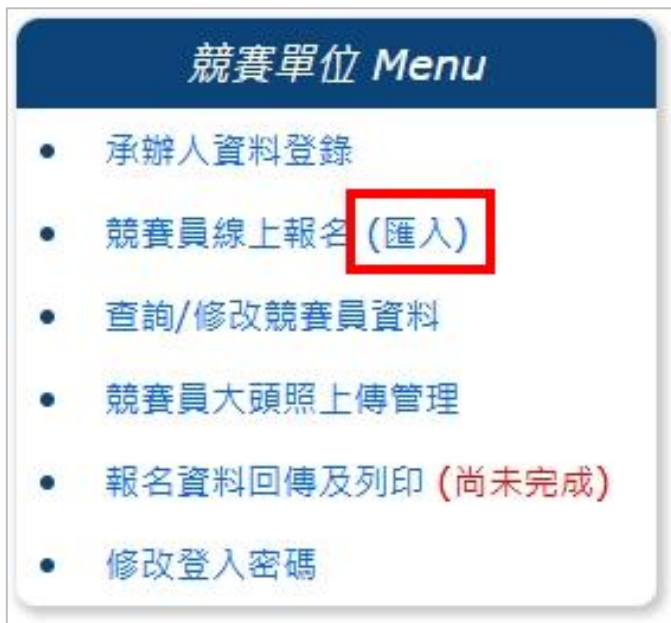 競賽單位 Menu
承辦人資料登錄
競賽員線上報名 (匯入)
查詢/修改競賽員資料
競賽員大頭照上傳管理
報名資料回傳及列印 (尚未完成)
修改登入密碼